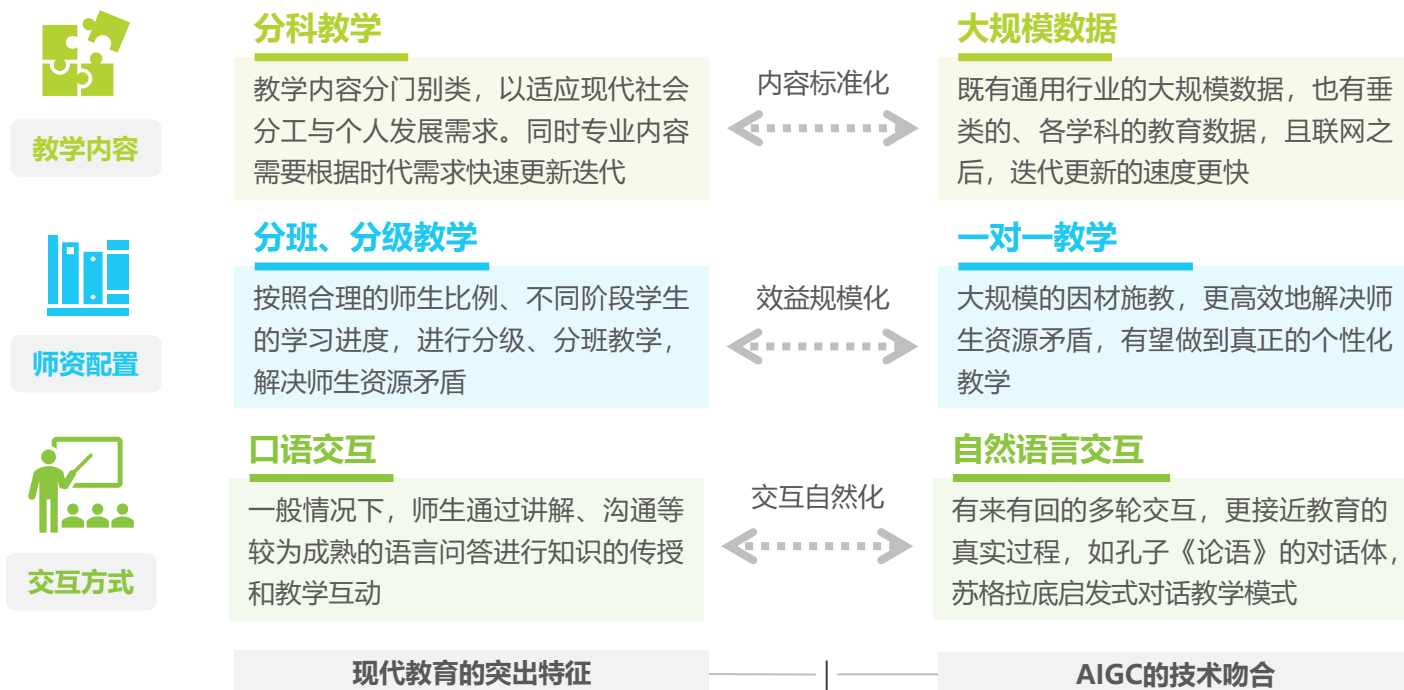 教学内容
分科教学
教学内容分门别类，以适应现代社会
分工与个人发展需求。同时专业内容
需要根据时代需求快速更新迭代
内容标准化
大规模数据
既有通用行业的大规模数据，也有垂
类的、各学科的教育数据，且联网之
后，迭代更新的速度更快
师资配置
分班、分级教学
按照合理的师生比例、不同阶段学生
的学习进度，进行分级、分班教学，
解决师生资源矛盾
效益规模化
一对一教学
大规模的因材施教，更高效地解决师
生资源矛盾，有望做到真正的个性化
教学
交互方式
口语交互
一般情况下，师生通过讲解、沟通等
较为成熟的语言问答进行知识的传授
和教学互动
交互自然化
自然语言交互
有来有回的多轮交互，更接近教育的
真实过程，如孔子《论语》的对话体，
苏格拉底启发式对话教学模式
现代教育的突出特征
AIGC的技术吻合